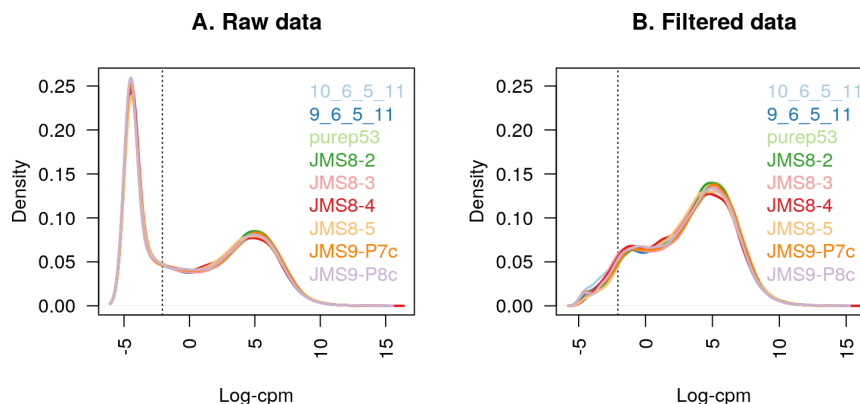 A. Raw data
Density
0.25
0.20
0.15
0.10
0.05
0.00
10_6_5_11
9_6_5_11
purep53
JMS8-2
JMS8-3
JMS8-4
JMS8-5
JMS9-P7c
JMS9-P8c
-5
0
5
10
15
Log-cpm
B. Filtered data
Density
0.25
0.20
0.15
0.10
0.05
0.00
10_6_5_11
9_6_5_11
purep53
JMS8-2
JMS8-3
JMS8-4
JMS8-5
JMS9-P7c
JMS9-P8c
-5
0
5
10
15
Log-cpm